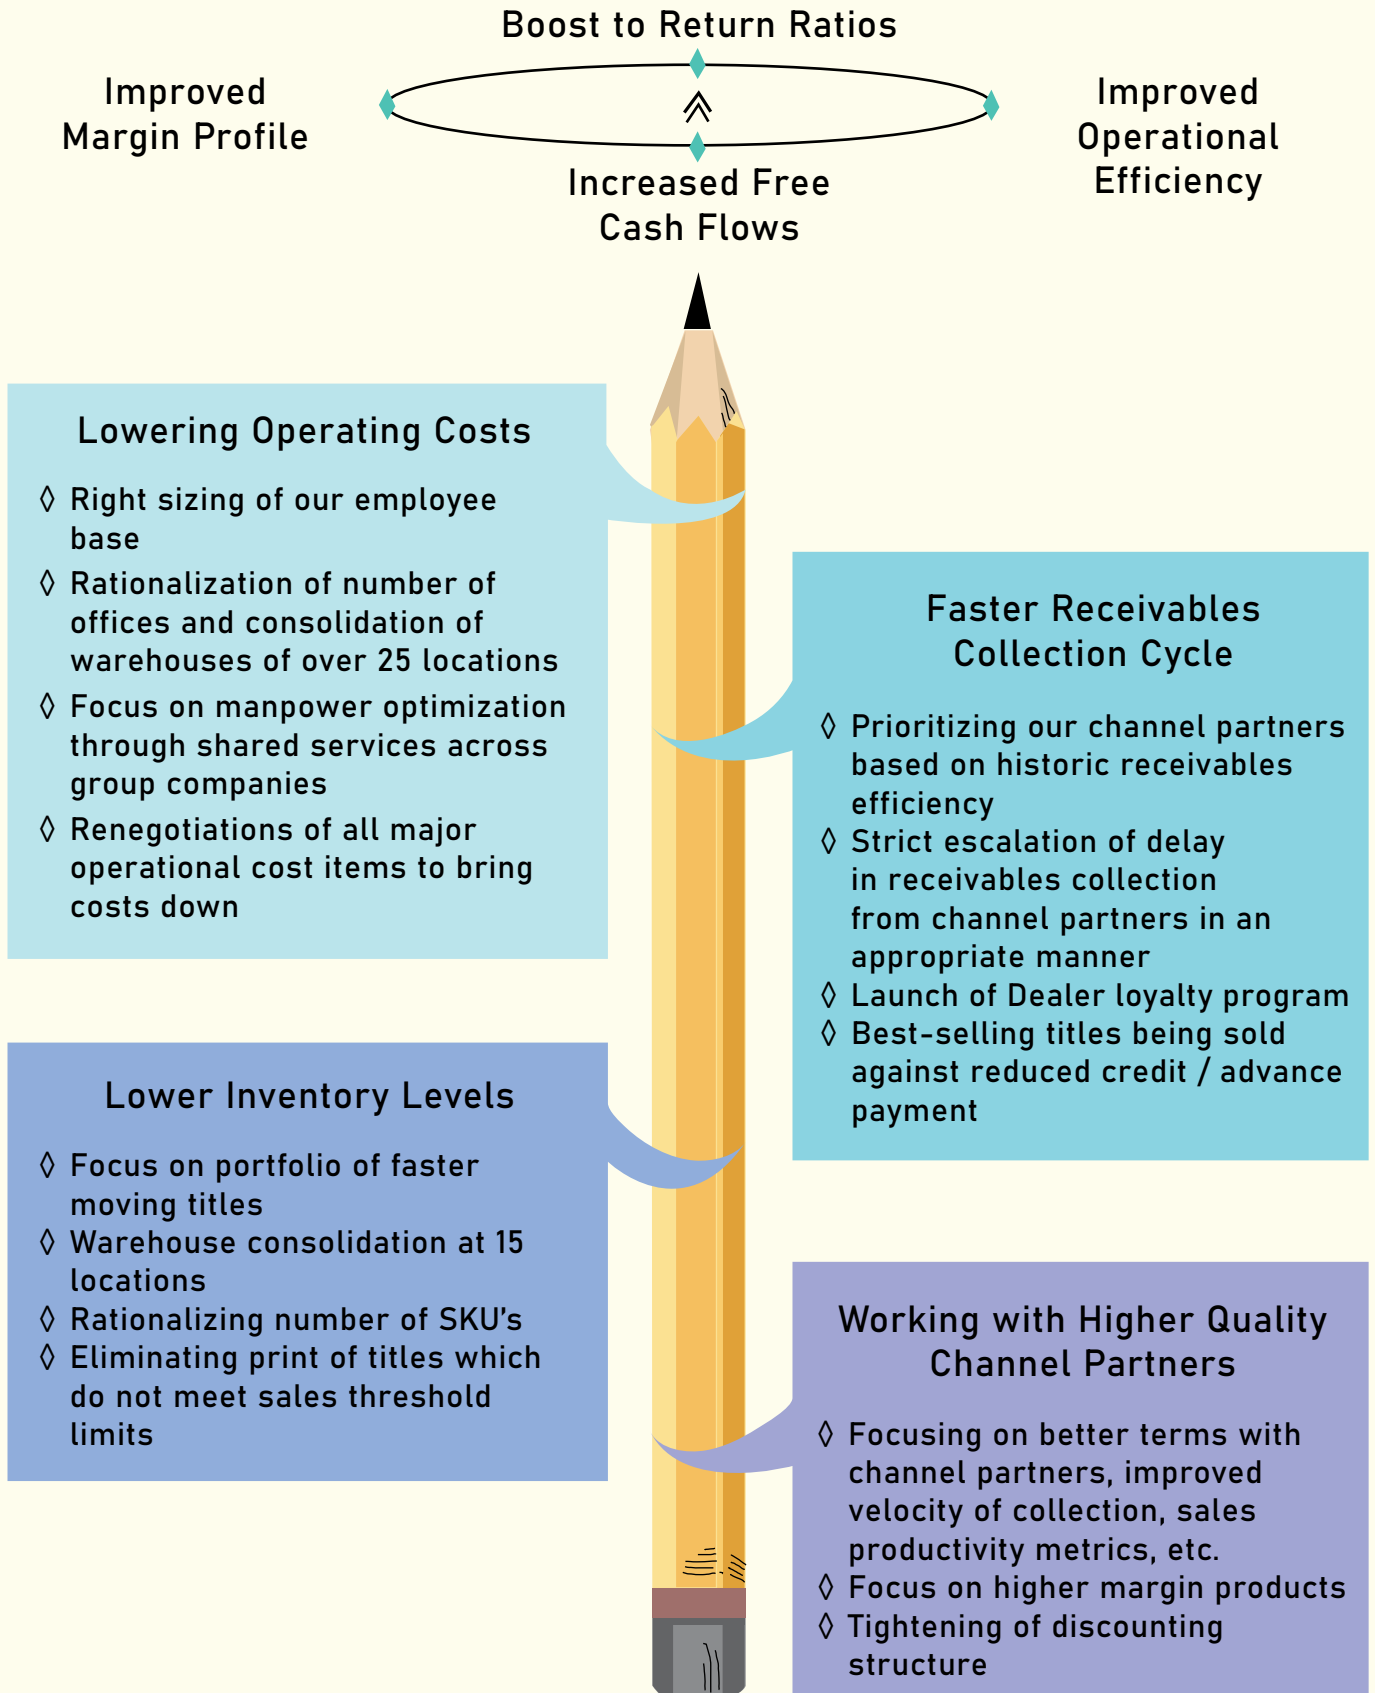 Boost to Return Ratios
Improved
Margin Profile
Improved
Operational
Efficiency
Increased Free
Cash Flows
Lowering Operating Costs
◊ Right sizing of our employee
base
◊ Rationalization of number of
offices and consolidation of
warehouses of over 25 locations
◊ Focus on manpower optimization
through shared services across
group companies
◊ Renegotiations of all major
operational cost items to bring
costs down
Faster Receivables
Collection Cycle
◊ Prioritizing our channel partners
based on historic receivables
efficiency
◊ Strict escalation of delay
in receivables collection
from channel partners in an
appropriate manner
◊ Launch of Dealer loyalty program
◊ Best-selling titles being sold
against reduced credit / advance
payment
Lower Inventory Levels
◊ Focus on portfolio of faster
moving titles
◊ Warehouse consolidation at 15
locations
◊ Rationalizing number of SKU's
◊ Eliminating print of titles which
do not meet sales threshold
limits
Working with Higher Quality
Channel Partners
◊ Focusing on better terms with
channel partners, improved
velocity of collection, sales
productivity metrics, etc.
◊ Focus on higher margin products
◊ Tightening of discounting
structure